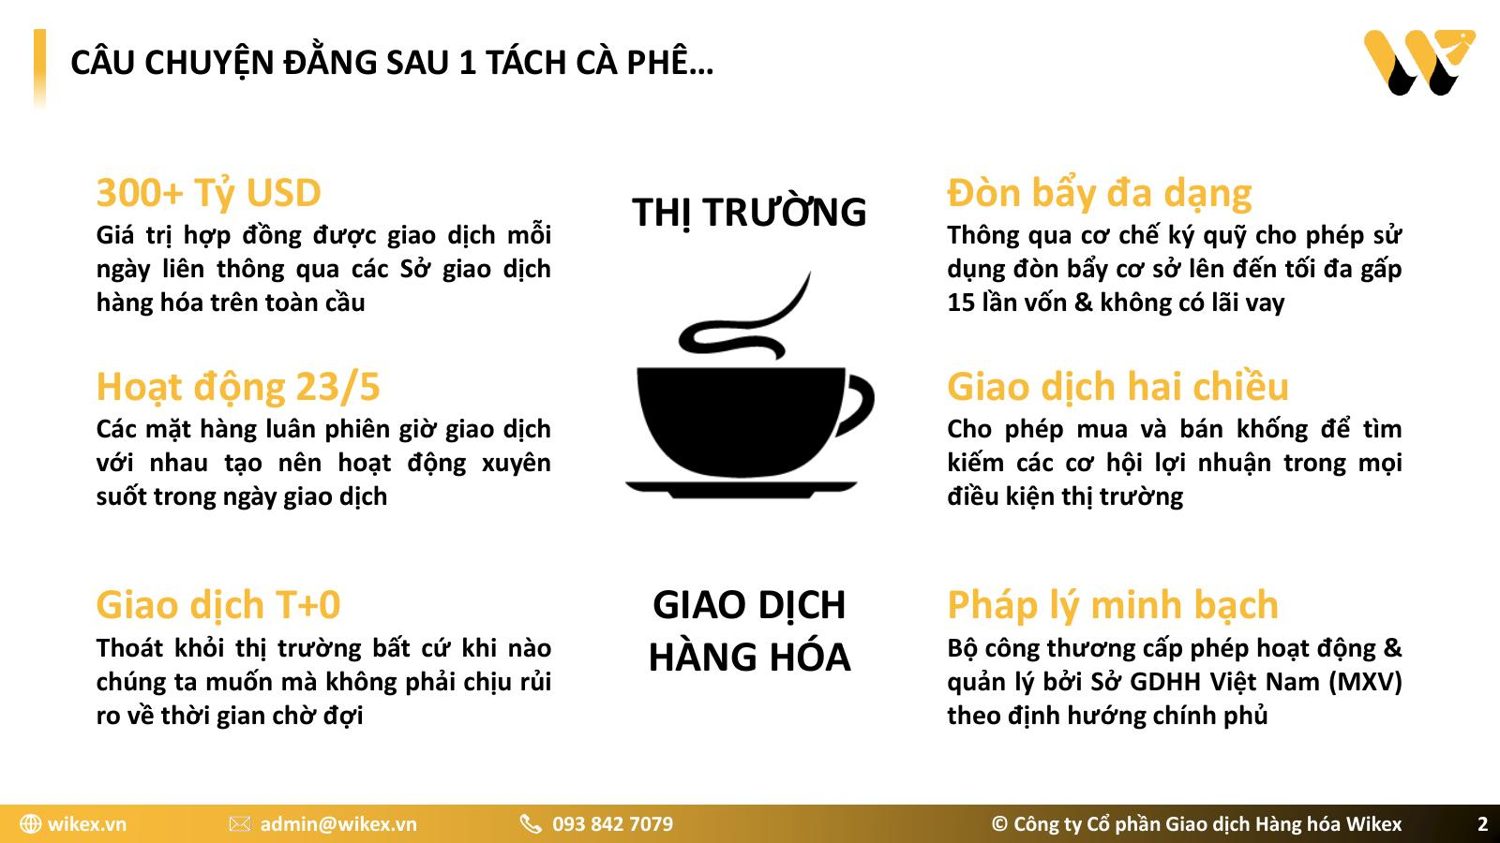 CÂU CHUYỆN ĐẰNG SAU 1 TÁCH CÀ PHÊ...
300+ Tỷ USD
Giá trị hợp đồng được giao dịch mỗi
ngày liên thông qua các Sở giao dịch
hàng hóa trên toàn cầu
Hoạt động 23/5
Các mặt hàng luân phiên giờ giao dịch
với nhau tạo nên hoạt động xuyên
suốt trong ngày giao dịch
Giao dịch T+0
Thoát khỏi thị trường bất cứ khi nào
chúng ta muốn mà không phải chịu rủi
ro về thời gian chờ đợi
THỊ TRƯỜNG
GIAO DỊCH
HÀNG HÓA
Đòn bẩy đa dạng
Thông qua cơ chế ký quỹ cho phép sử
dụng đòn bẩy cơ sở lên đến tối đa gấp
15 lần vốn & không có lãi vay
Giao dịch hai chiều
Cho phép mua và bán khống để tìm
kiếm các cơ hội lợi nhuận trong mọi
điều kiện thị trường
Pháp lý minh bạch
Bộ công thương cấp phép hoạt động &
quản lý bởi Sở GDHH Việt Nam (MXV)
theo định hướng chính phủ
wikex.vn
admin@wikex.vn
093 842 7079
© Công ty Cổ phần Giao dịch Hàng hóa Wikex
2